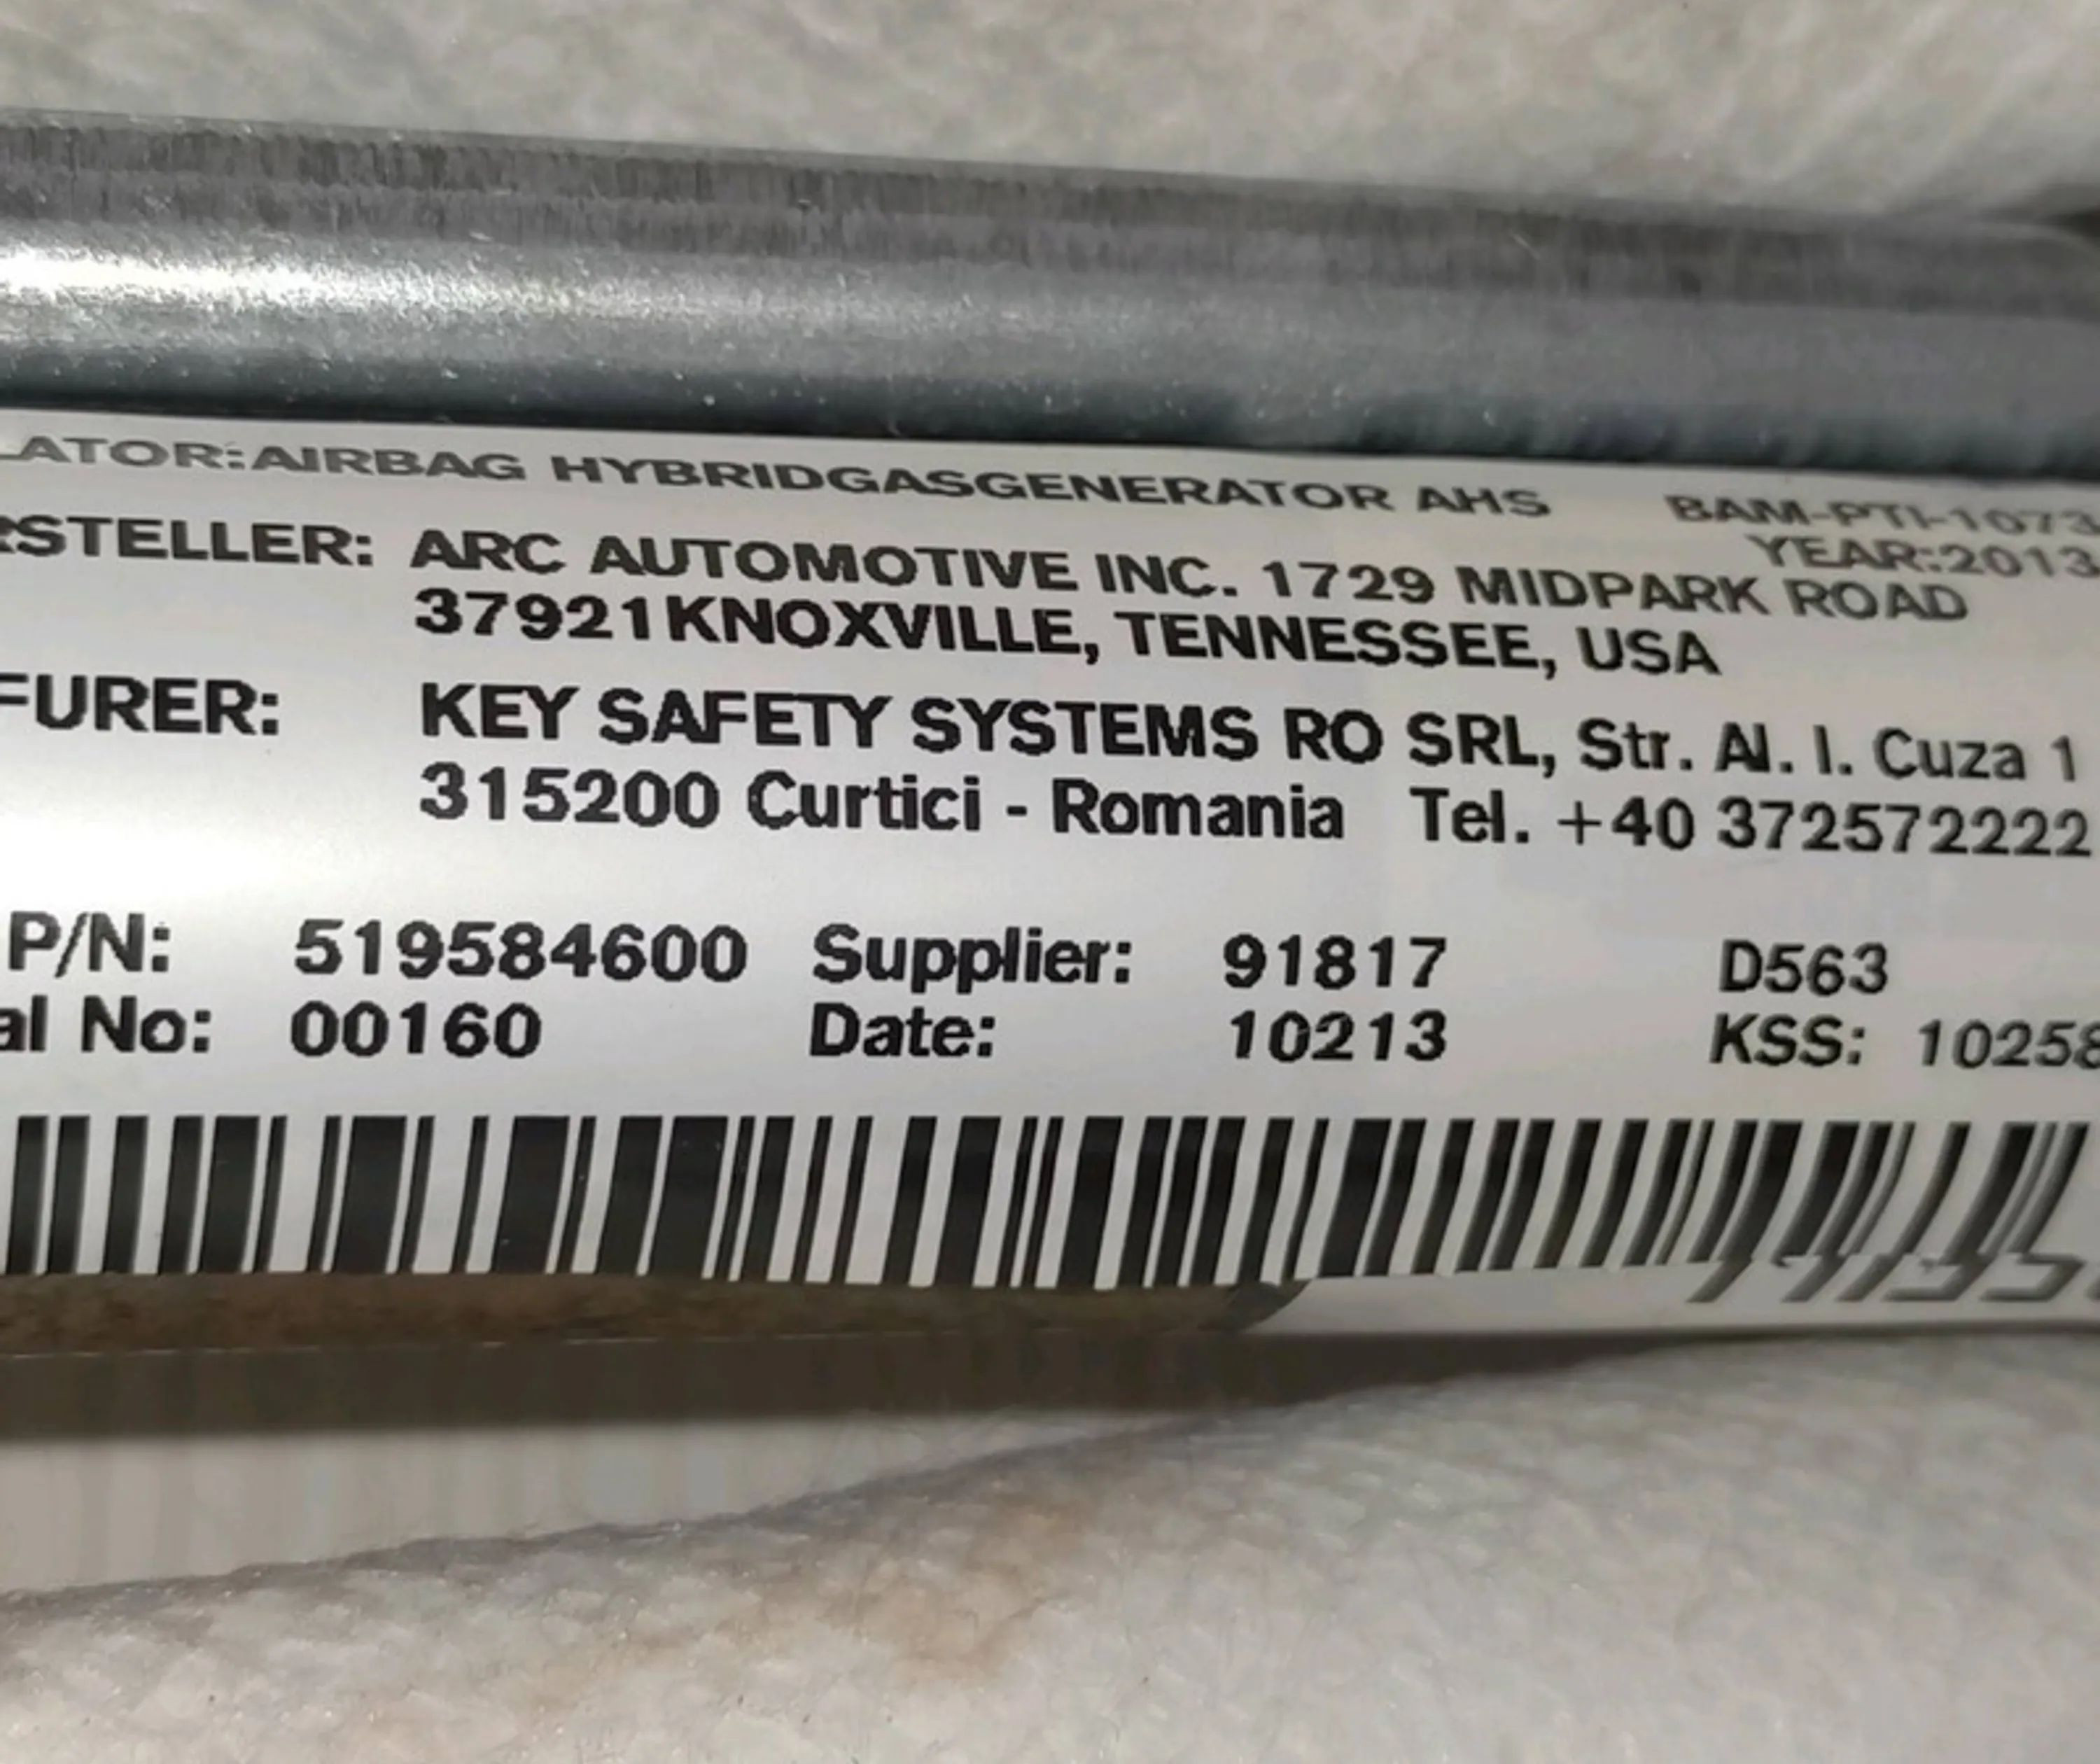 LATOR:AIRBAG HYBRIDGASGENERATOR AHS BAM-PTI-1073
YEAR:2013
RSTELLER: ARC AUTOMOTIVE INC. 1729 MIDPARK ROAD
37921 KNOXVILLE, TENNESSEE, USA
FURER: KEY SAFETY SYSTEMS RO SRL, Str. Al. I. Cuza 1
315200 Curtici - Romania Tel. +40 372572222
P/N: 519584600 Supplier: 91817 D563
al No: 00160 Date: 10213 KSS: 10258